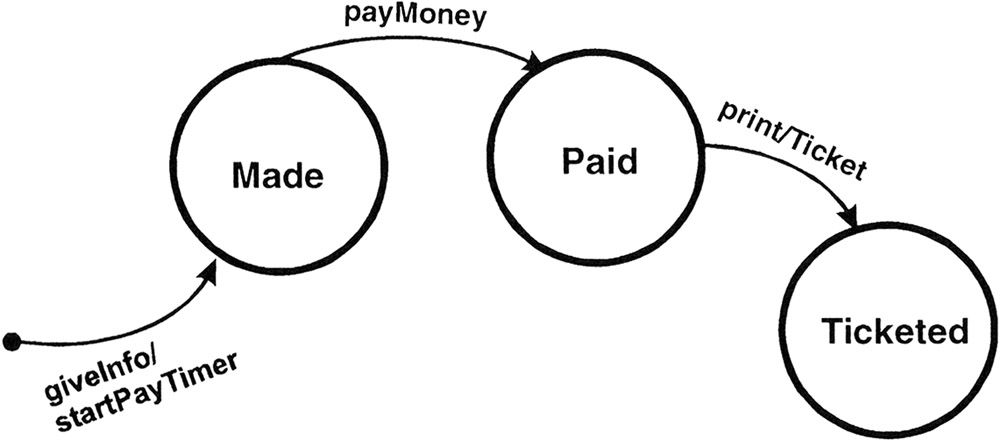 payMoney
Made
Paid
print/Ticket
Ticketed
giveInfo/
startPayTimer